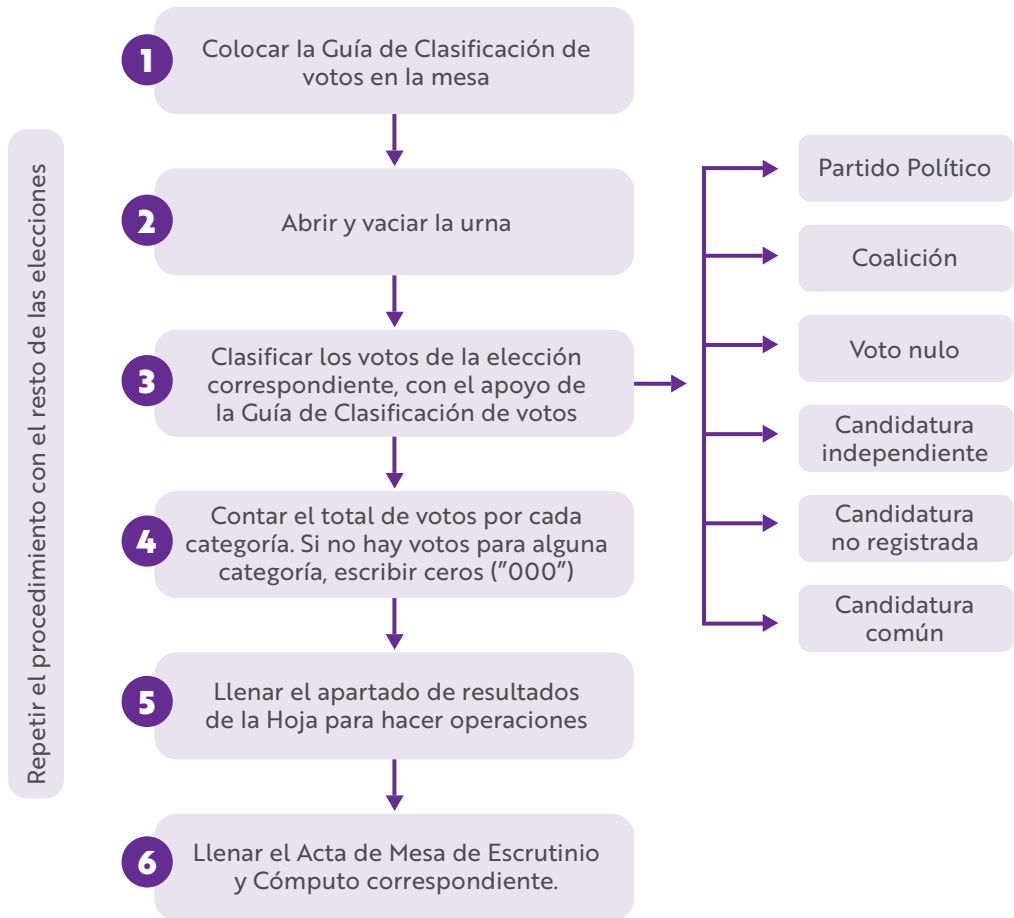 Repetir el procedimiento con el resto de las elecciones
1
Colocar la Guía de Clasificación de
votos en la mesa
2
Abrir y vaciar la urna
3
Clasificar los votos de la elección
correspondiente, con el apoyo de
la Guía de Clasificación de votos
4
Contar el total de votos por cada
categoría. Si no hay votos para alguna
categoría, escribir ceros ("000")
5
Llenar el apartado de resultados
de la Hoja para hacer operaciones
6
Llenar el Acta de Mesa de Escrutinio
y Cómputo correspondiente.
Partido Político
Coalición
Voto nulo
Candidatura
independiente
Candidatura
no registrada
Candidatura
común